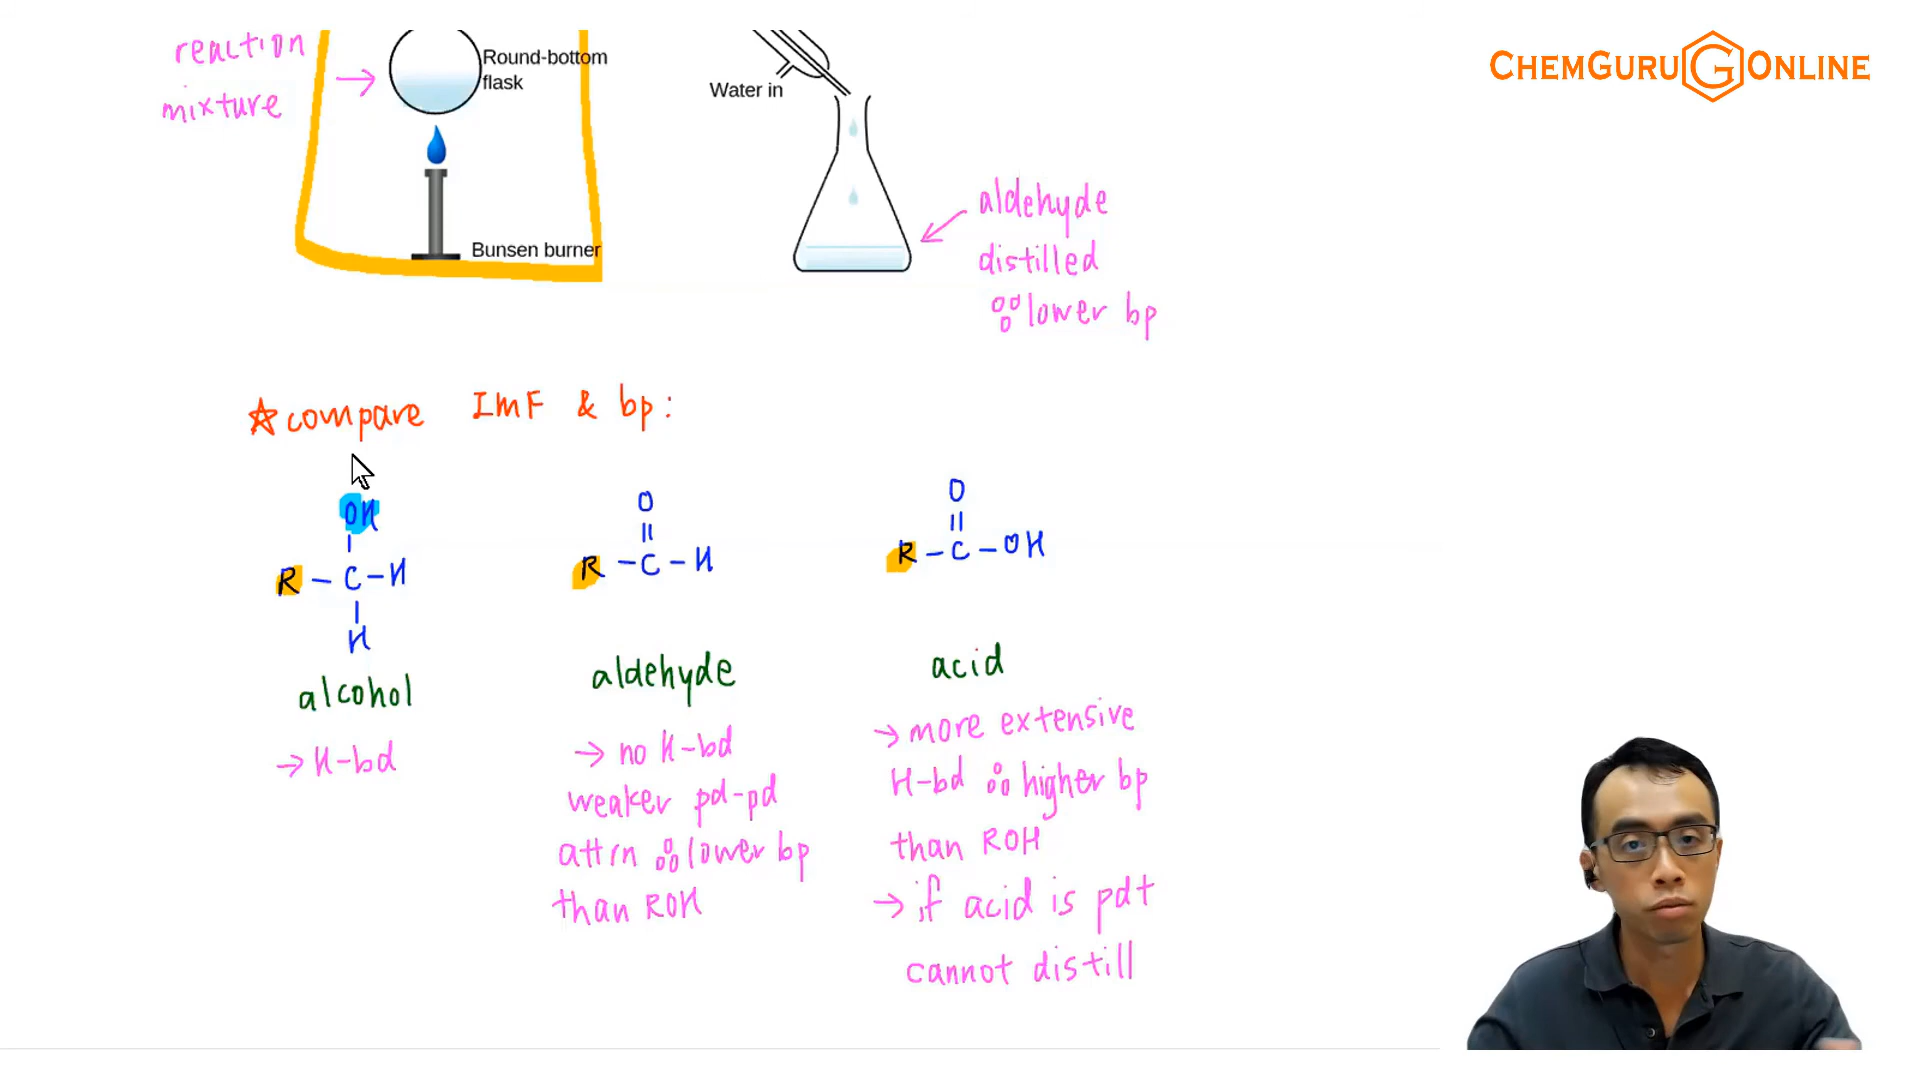 CHEMGURU G ONLINE
reaction
mixture
→
Round-bottom
flask
Water in
Bunsen burner
aldehyde
distilled
∵ lower bp
☆ compare IMF & bp:
OH
R - C - H
H
alcohol
→ H-bd
O
R - C - H
aldehyde
→ no H-bd
weaker pd-pd
attrn ∴ lower bp
than ROH
O
R - C - OH
acid
→ more extensive
H-bd ∴ higher bp
than ROH
→ if acid is pdt
cannot distill